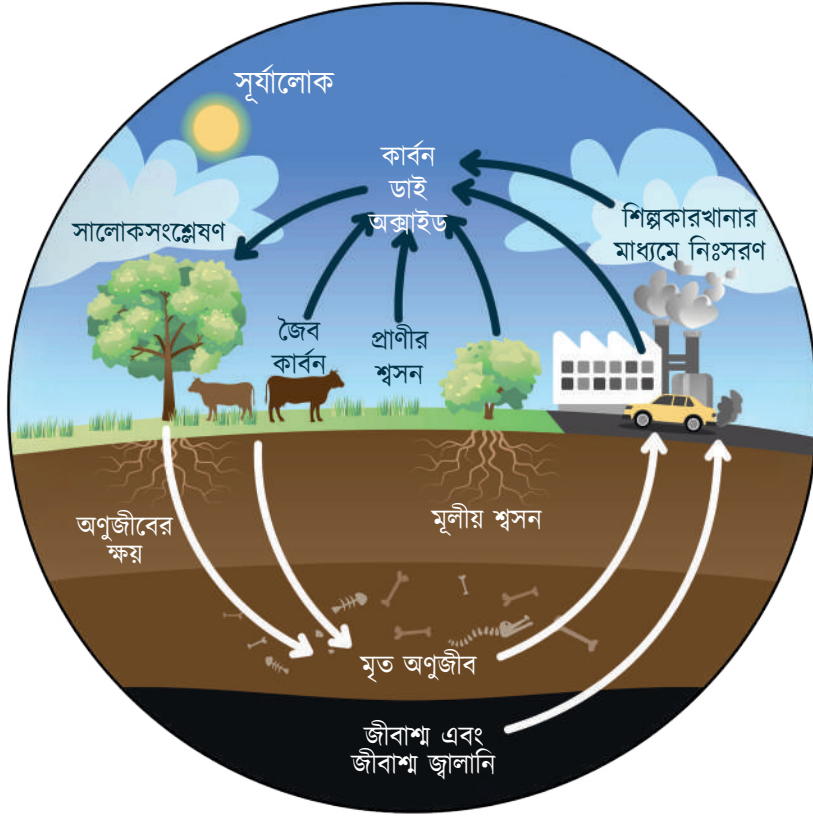 সূর্যালোক
কার্বন
ডাই
অক্সাইড
সালোকসংশ্লেষণ
শিল্পকারখানার
মাধ্যমে নিঃসরণ
জৈব
কার্বন
প্রাণীর
শ্বসন
অণুজীবের
ক্ষয়
মূলীয় শ্বসন
মৃত অণুজীব
জীবাশ্ম এবং
জীবাশ্ম জ্বালানি